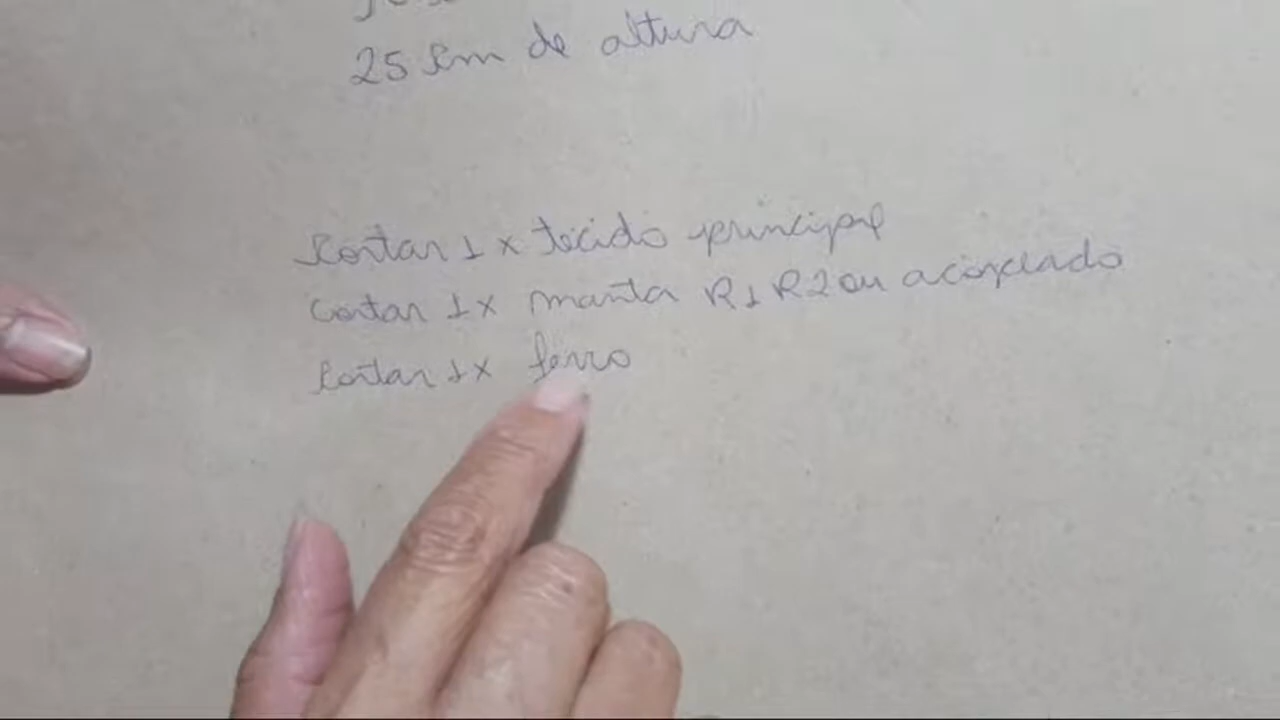 25 cm de altura
Cortar 1 x tecido principal
Cortar 1 x manta R1 R2 ou acoplado
Cortar 1 x forro